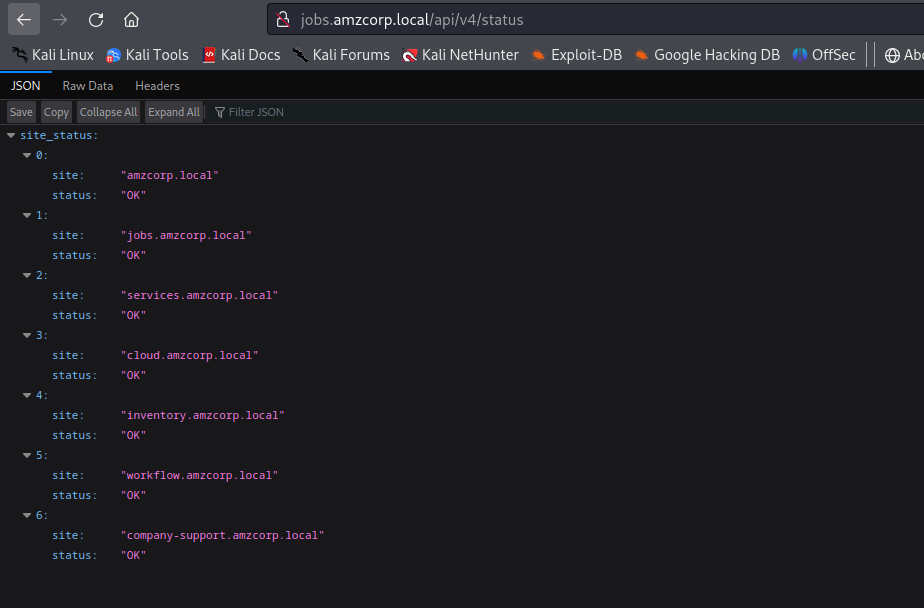 jobs.amzcorp.local/api/v4/status
Kali Linux Kali Tools Kali Docs Kali Forums Kali NetHunter Exploit-DB Google Hacking DB OffSec Abo
JSON Raw Data Headers
Save Copy Collapse All Expand All Filter JSON
site_status:
0:
site: "amzcorp.local"
status: "OK"
1:
site: "jobs.amzcorp.local"
status: "OK"
2:
site: "services.amzcorp.local"
status: "OK"
3:
site: "cloud.amzcorp.local"
status: "OK"
4:
site: "inventory.amzcorp.local"
status: "OK"
5:
site: "workflow.amzcorp.local"
status: "OK"
6:
site: "company-support.amzcorp.local"
status: "OK"